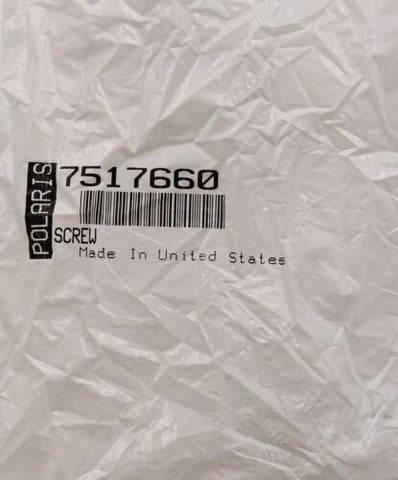 POLARIS
7517660
SCREW
Made In United States